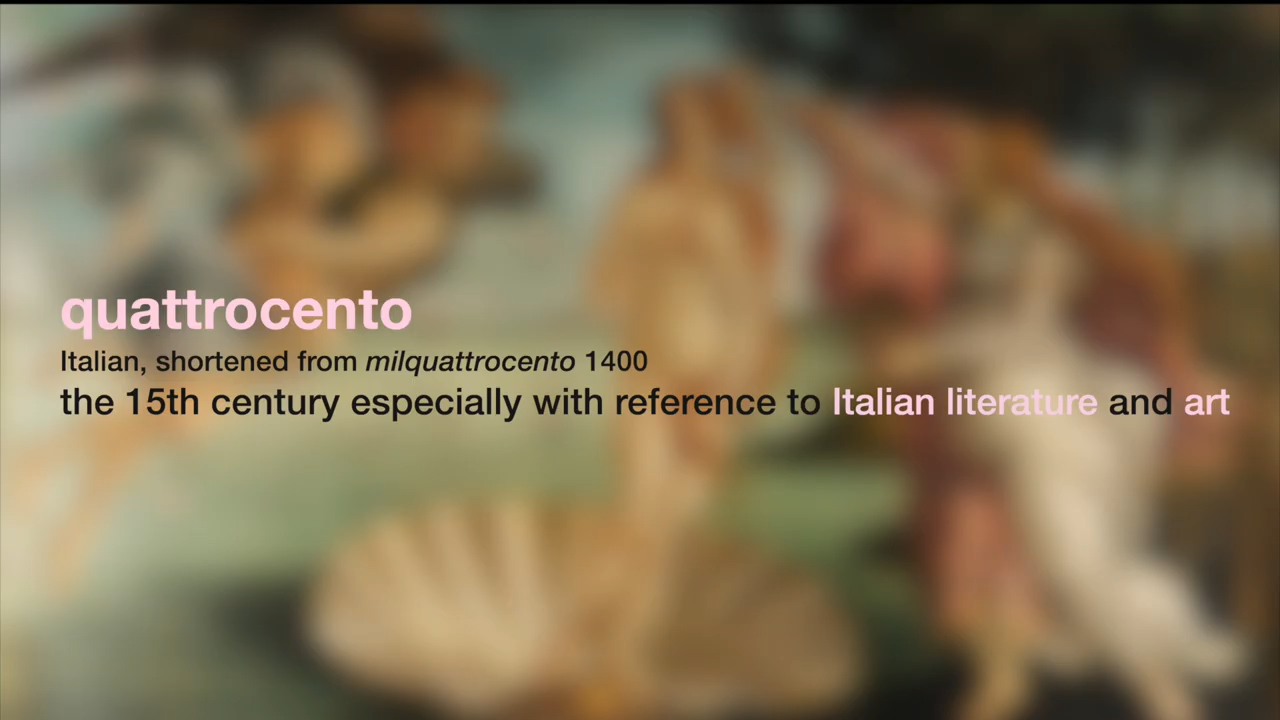 quattrocento
Italian, shortened from milquattrocento 1400
the 15th century especially with reference to Italian literature and art